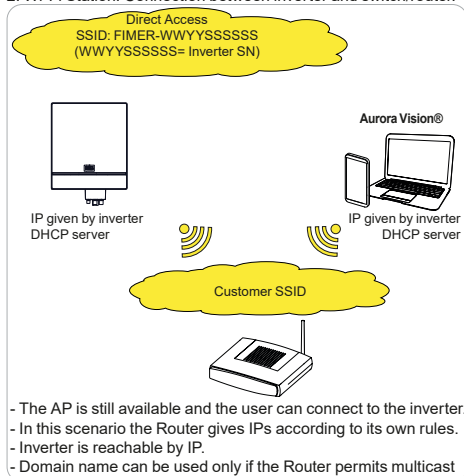 Direct Access
SSID: FIMER-WWYYSSSSSS
(WWYYSSSSSS= Inverter SN)
Aurora Vision®
IP given by inverter
DHCP server
IP given by inverter
DHCP server
Customer SSID
- The AP is still available and the user can connect to the inverter.
- In this scenario the Router gives IPs according to its own rules.
- Inverter is reachable by IP.
- Domain name can be used only if the Router permits multicast